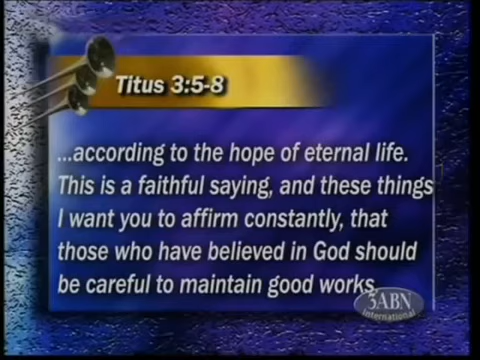 Titus 3:5-8
...according to the hope of eternal life.
This is a faithful saying, and these things
I want you to affirm constantly, that
those who have believed in God should
be careful to maintain good works.
3ABN
international